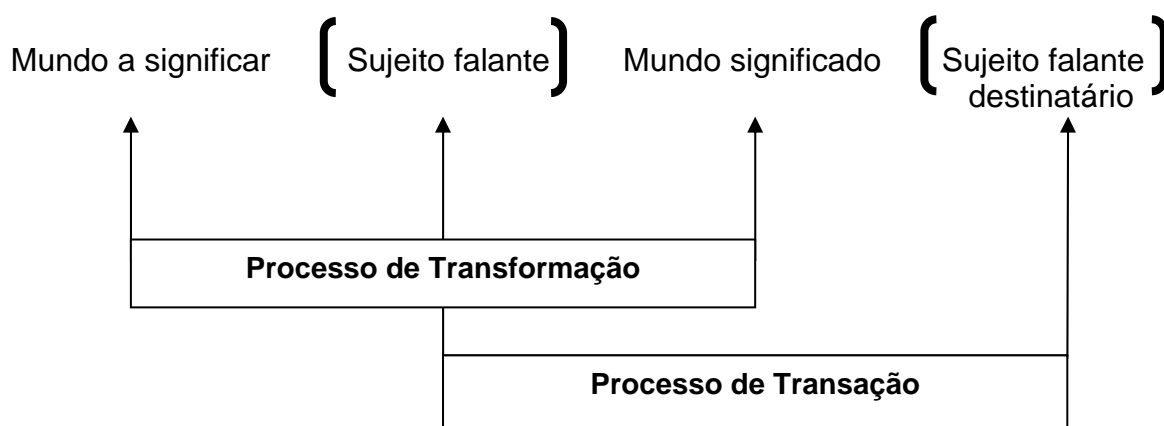 Mundo a significar
Sujeito falante
Mundo significado
Sujeito falante
destinatário
Processo de Transformação
Processo de Transação